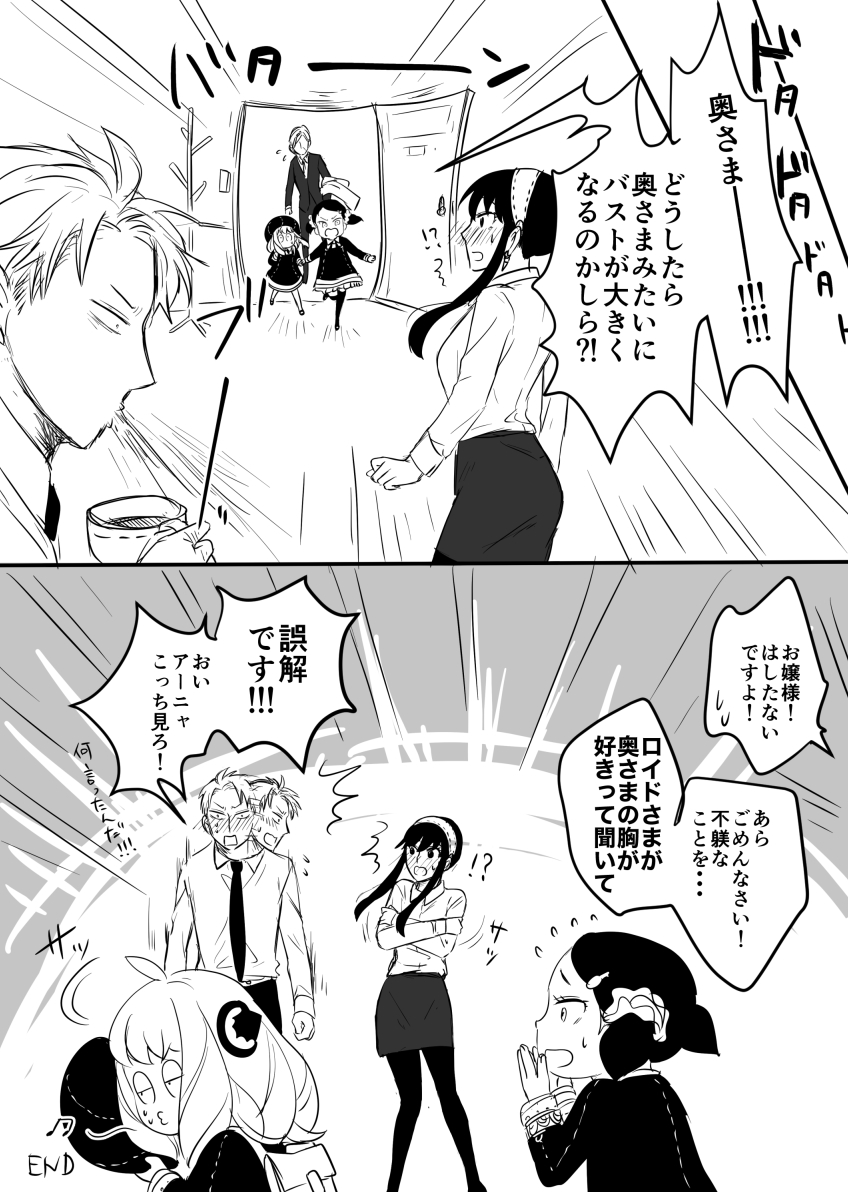 ドタドタドタドタ
奥さま━━━!!!!
どうしたら
奥さまみたいに
バストが大きく
なるのかしら?!
バターーン
!?
ブーーッ
お嬢様!
はしたない
ですよ!
あら
ごめんなさい!
不躾な
ことを・・・
ロイドさまが
奥さまの胸が
好きって聞いて
誤解
です!!!
おい
アーニャ
こっち見ろ!
何言ったんだ!!!
!?
サッ
サッ
♪
END